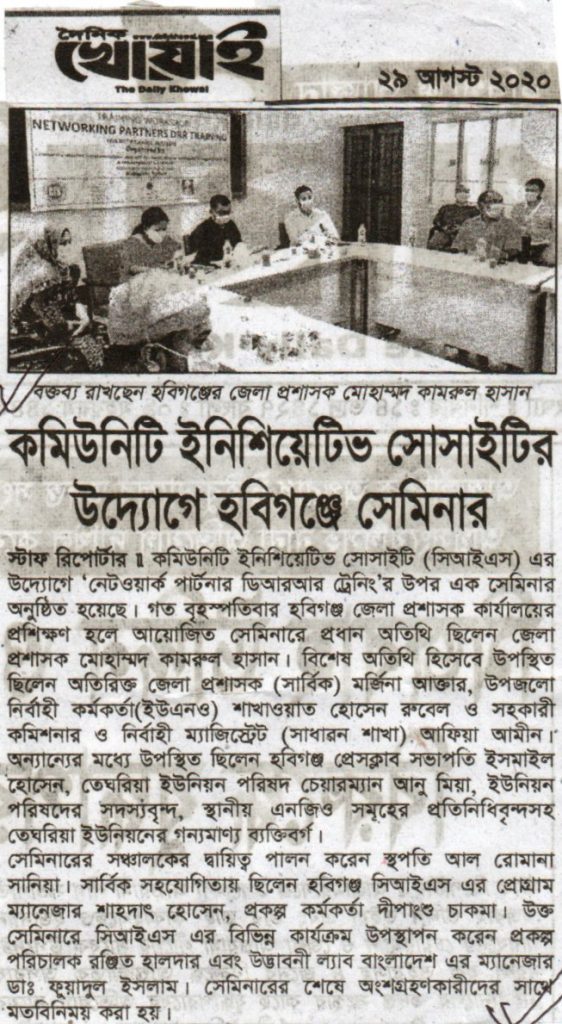 দৈনিক www.dailykhowai.com
খোয়াই
The Daily Khowai
২৯ আগস্ট ২০২০
TRAINING WORKSHOP
NETWORKING PARTNERS DRR TRAINING
Organized by
বক্তব্য রাখছেন হবিগঞ্জের জেলা প্রশাসক মোহাম্মদ কামরুল হাসান
কমিউনিটি ইনিশিয়েটিভ সোসাইটির
উদ্যোগে হবিগঞ্জে সেমিনার
স্টাফ রিপোর্টার ॥ কমিউনিটি ইনিশিয়েটিভ সোসাইটি (সিআইএস) এর
উদ্যোগে ‘নেটওয়ার্ক পার্টনার ডিআরআর ট্রেনিং’র উপর এক সেমিনার
অনুষ্ঠিত হয়েছে। গত বৃহস্পতিবার হবিগঞ্জ জেলা প্রশাসক কার্যালয়ের
প্রশিক্ষণ হলে আয়োজিত সেমিনারে প্রধান অতিথি ছিলেন জেলা
প্রশাসক মোহাম্মদ কামরুল হাসান। বিশেষ অতিথি হিসেবে উপস্থিত
ছিলেন অতিরিক্ত জেলা প্রশাসক (সার্বিক) মর্জিনা আক্তার, উপজলো
নির্বাহী কর্মকর্তা(ইউএনও) শাখাওয়াত হোসেন রুবেল ও সহকারী
কমিশনার ও নির্বাহী ম্যাজিস্ট্রেট (সাধারন শাখা) আফিয়া আমীন।
অন্যান্যের মধ্যে উপস্থিত ছিলেন হবিগঞ্জ প্রেসক্লাব সভাপতি ইসমাইল
হোসেন, তেঘরিয়া ইউনিয়ন পরিষদ চেয়ারম্যান আনু মিয়া, ইউনিয়ন
পরিষদের সদস্যবৃন্দ, স্থানীয় এনজিও সমূহের প্রতিনিধিবৃন্দসহ
তেঘরিয়া ইউনিয়নের গন্যমাণ্য ব্যক্তিবর্গ।
সেমিনারের সঞ্চালকের দ্বায়িত্ব পালন করেন স্থপতি আল রোমানা
সানিয়া। সার্বিক সহযোগিতায় ছিলেন হবিগঞ্জ সিআইএস এর প্রোগ্রাম
ম্যানেজার শাহদাৎ হোসেন, প্রকল্প কর্মকর্তা দীপাংশু চাকমা। উক্ত
সেমিনারে সিআইএস এর বিভিন্ন কার্যক্রম উপস্থাপন করেন প্রকল্প
পরিচালক রঞ্জিত হালদার এবং উদ্ভাবনী ল্যাব বাংলাদেশ এর ম্যানেজার
ডাঃ ফুয়াদুল ইসলাম। সেমিনারের শেষে অংশগ্রহণকারীদের সাথে
মতবিনিময় করা হয়।